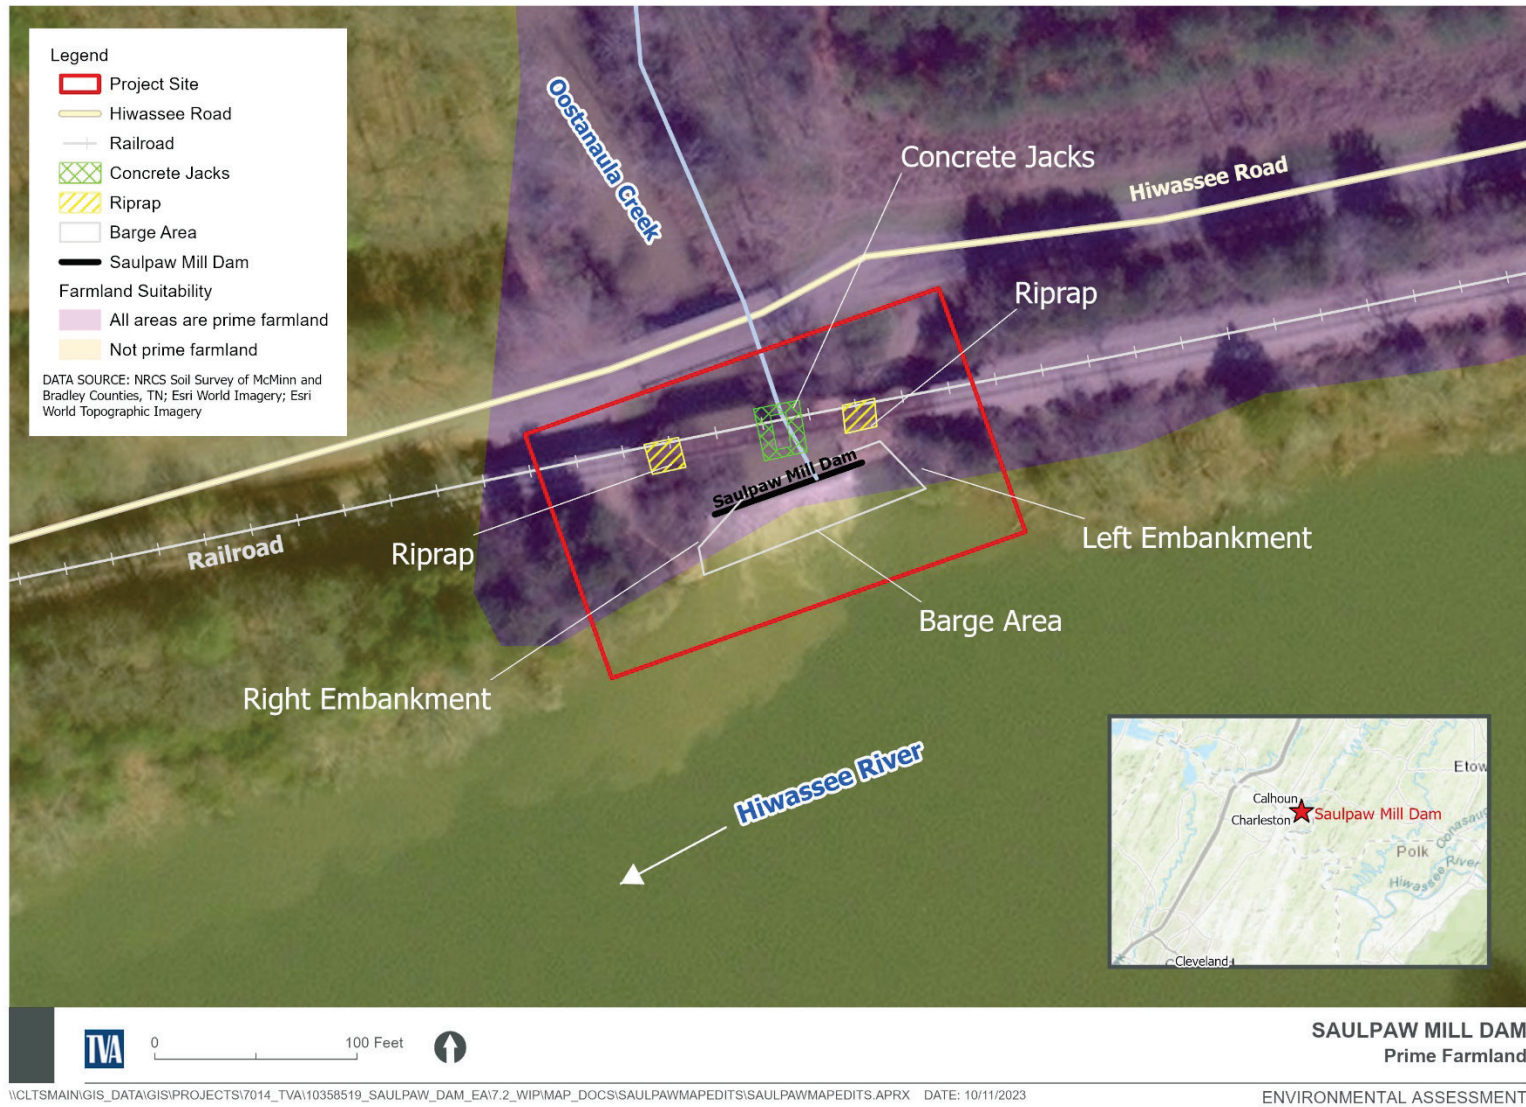 Legend
Project Site
Hiwassee Road
Railroad
Concrete Jacks
Riprap
Barge Area
Saulpaw Mill Dam
Farmland Suitability
All areas are prime farmland
Not prime farmland
DATA SOURCE: NRCS Soil Survey of McMinn and
Bradley Counties, TN; Esri World Imagery; Esri
World Topographic Imagery
Oostanaula Creek
Concrete Jacks
Hiwassee Road
Riprap
Saulpaw Mill Dam
Railroad
Riprap
Left Embankment
Barge Area
Right Embankment
Hiwassee River
Etow
Calhoun
Charleston
Saulpaw Mill Dam
Conasaug
Polk
Hiwassee River
Cleveland
TVA
0
100 Feet
SAULPAW MILL DAM
Prime Farmland
\\CLTSMAIN\GIS_DATA\GIS\PROJECTS\7014_TVA\10358519_SAULPAW_DAM_EA\7.2_WIP\MAP_DOCS\SAULPAWMAPEDITS\SAULPAWMAPEDITS.APRX DATE: 10/11/2023
ENVIRONMENTAL ASSESSMENT